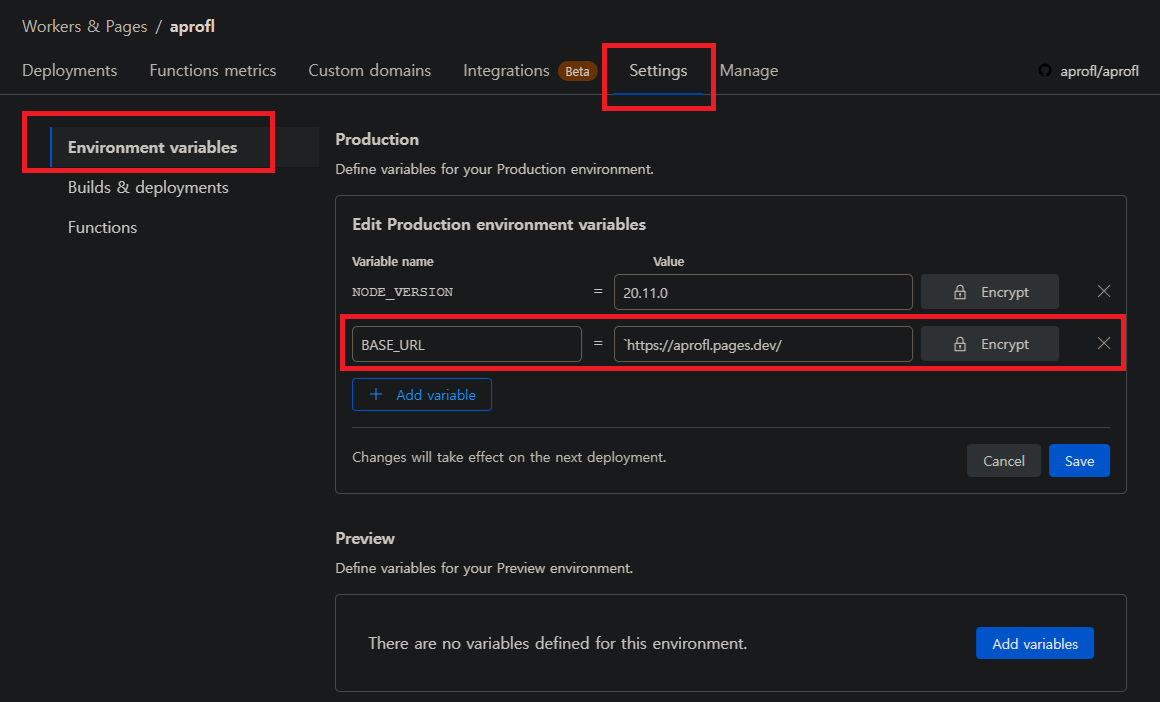 Workers & Pages / aprofl
Deployments Functions metrics Custom domains Integrations Beta Settings Manage aprofl/aprofl
Environment variables
Builds & deployments
Functions
Production
Define variables for your Production environment.
Edit Production environment variables
Variable name Value
NODE_VERSION = 20.11.0 Encrypt
BASE_URL = `https://aprofl.pages.dev/ Encrypt
+ Add variable
Changes will take effect on the next deployment. Cancel Save
Preview
Define variables for your Preview environment.
There are no variables defined for this environment. Add variables